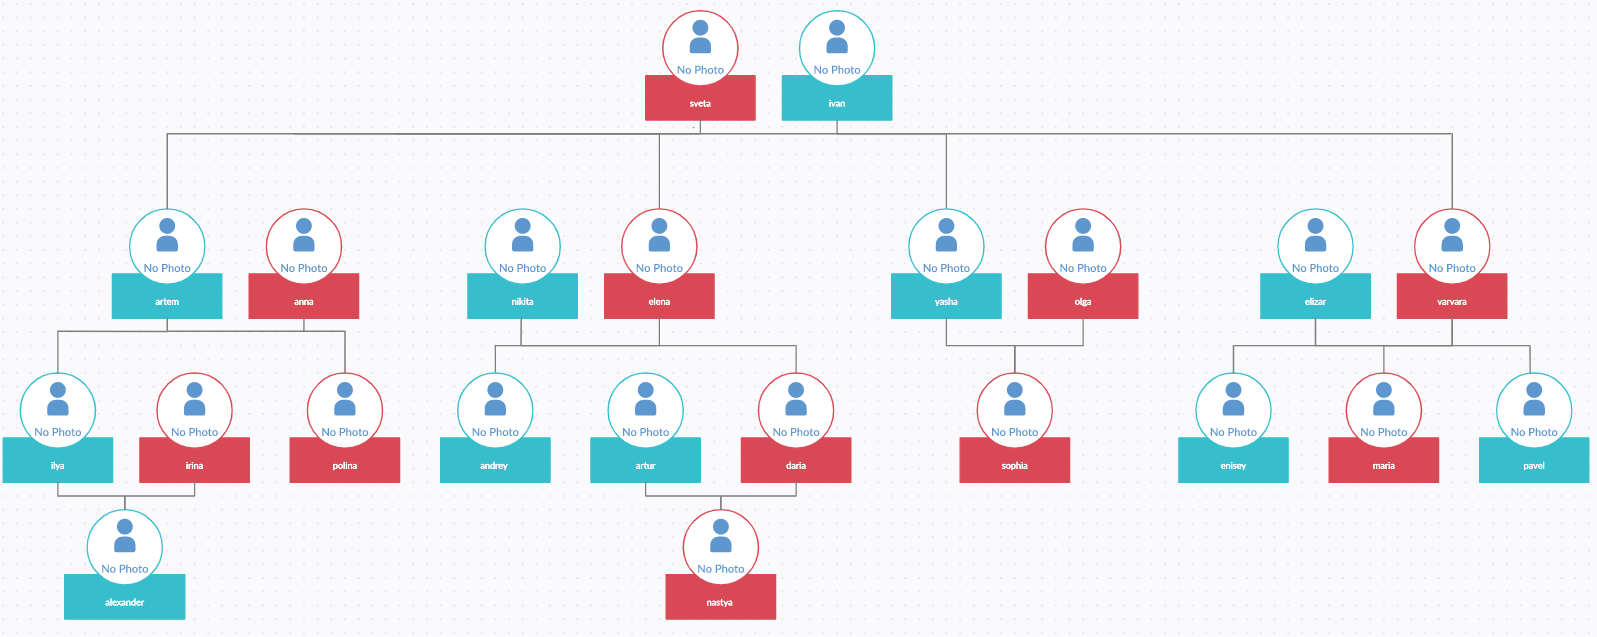 No Photo No Photo
sveta ivan
No Photo No Photo No Photo No Photo No Photo No Photo No Photo No Photo
artem anna nikita elena yasha olga elizar varvara
No Photo No Photo No Photo No Photo No Photo No Photo No Photo No Photo No Photo No Photo
ilya irina polina andrey artur daria sophia enisey maria pavel
No Photo No Photo
alexander nastya